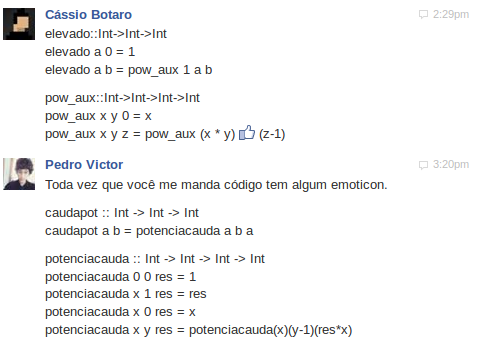 Cássio Botaro 2:29pm
elevado::Int->Int->Int
elevado a 0 = 1
elevado a b = pow_aux 1 a b
pow_aux::Int->Int->Int->Int
pow_aux x y 0 = x
pow_aux x y z = pow_aux (x * y) (z-1)
Pedro Victor 3:20pm
Toda vez que você me manda código tem algum emoticon.
caudapot :: Int -> Int -> Int
caudapot a b = potenciacauda a b a
potenciacauda :: Int -> Int -> Int -> Int
potenciacauda 0 0 res = 1
potenciacauda x 1 res = res
potenciacauda x 0 res = x
potenciacauda x y res = potenciacauda(x)(y-1)(res*x)